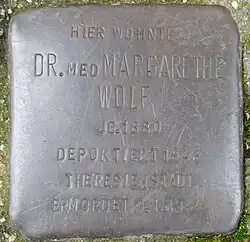 HIER WOHNTE
DR. MED MARGARETHE
WOLF
JG. 1880
DEPORTIERT
THERESIENSTADT
ERMORDET